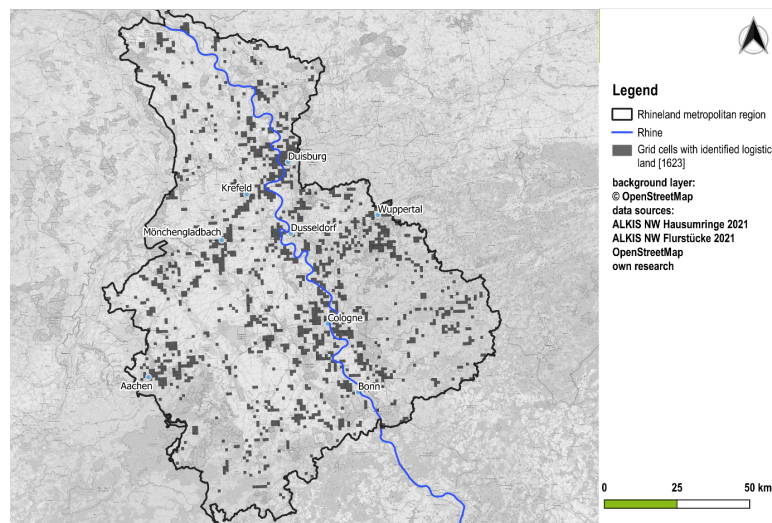 Duisburg
Krefeld
Wuppertal
Mönchengladbach
Dusseldorf
Cologne
Aachen
Bonn
Legend
Rhineland metropolitan region
Rhine
Grid cells with identified logistic
land [1623]
background layer:
© OpenStreetMap
data sources:
ALKIS NW Hausumringe 2021
ALKIS NW Flurstücke 2021
OpenStreetMap
own research
0 25 50 km